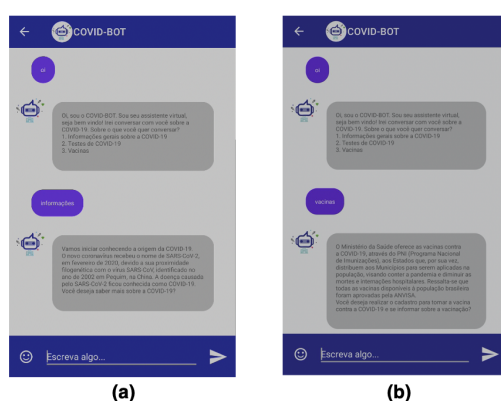 COVID-BOT
oi
Oi, sou o COVID-BOT. Sou seu assistente virtual,
seja bem vindo! Irei conversar com você sobre a
COVID-19. Sobre o que você quer conversar?
1. Informações gerais sobre a COVID-19
2. Testes de COVID-19
3. Vacinas
informações
Vamos iniciar conhecendo a origem da COVID-19.
O novo coronavírus recebeu o nome de SARS-CoV-2,
em fevereiro de 2020, devido a sua proximidade
filogenética com o vírus SARS-CoV, identificado no
ano de 2002 em Pequim, na China. A doença causada
pelo SARS-CoV-2 ficou conhecida como COVID-19.
Você deseja saber mais sobre a COVID-19?
Escreva algo...
(a)
COVID-BOT
oi
Oi, sou o COVID-BOT. Sou seu assistente virtual,
seja bem vindo! Irei conversar com você sobre a
COVID-19. Sobre o que você quer conversar?
1. Informações gerais sobre a COVID-19
2. Testes de COVID-19
3. Vacinas
vacinas
O Ministério da Saúde oferece as vacinas contra
a COVID-19, através do PNI (Programa Nacional
de Imunizações), aos Estados que, por sua vez,
distribuem aos Municípios para serem aplicadas na
população, visando conter a pandemia e diminuir as
mortes e internações hospitalares. Ressalta-se que
todas as vacinas disponíveis à população brasileira
foram aprovadas pela ANVISA.
Você deseja realizar o cadastro para tomar a vacina
contra a COVID-19 e se informar sobre a vacinação?
Escreva algo...
(b)